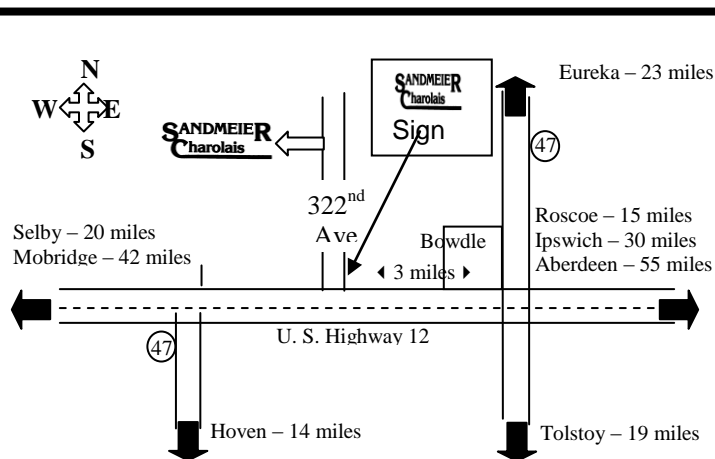 N
W E
S
SANDMEIER
Charolais
SANDMEIER
Charolais
Sign
Eureka – 23 miles
47
322nd
Ave
Bowdle
3 miles
Roscoe – 15 miles
Ipswich – 30 miles
Aberdeen – 55 miles
Selby – 20 miles
Mobridge – 42 miles
U. S. Highway 12
47
Hoven – 14 miles
Tolstoy – 19 miles